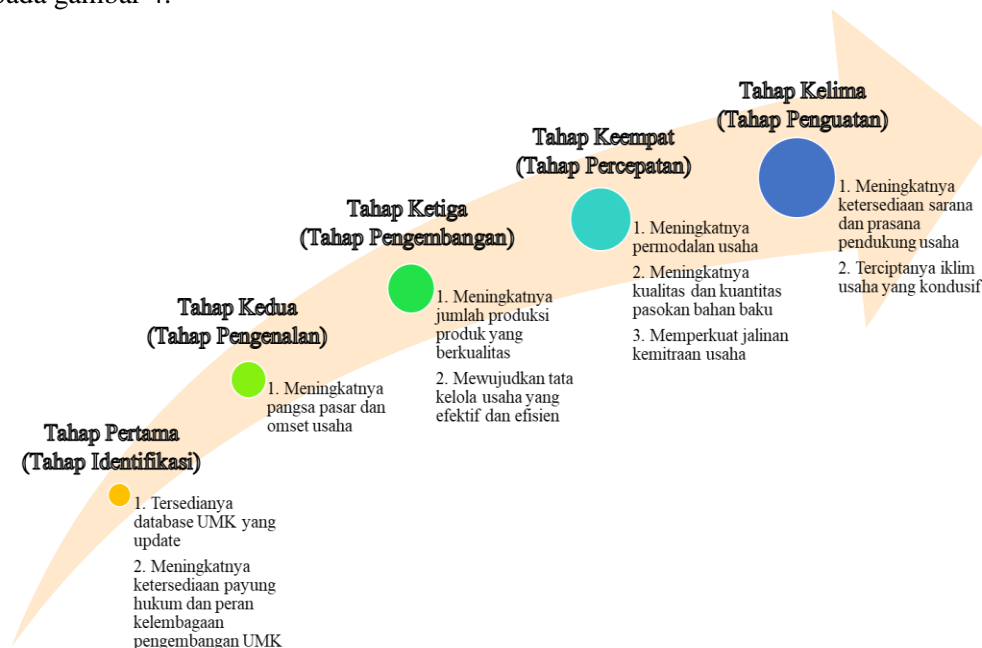 pada gambar 4.
Tahap Pertama
(Tahap Identifikasi)
1. Tersedianya
database UMK yang
update
2. Meningkatnya
ketersediaan payung
hukum dan peran
kelembagaan
pengembangan UMK
Tahap Kedua
(Tahap Pengenalan)
1. Meningkatnya
pangsa pasar dan
omset usaha
Tahap Ketiga
(Tahap Pengembangan)
1. Meningkatnya
jumlah produksi
produk yang
berkualitas
2. Mewujudkan tata
kelola usaha yang
efektif dan efisien
Tahap Keempat
(Tahap Percepatan)
1. Meningkatnya
permodalan usaha
2. Meningkatnya
kualitas dan kuantitas
pasokan bahan baku
3. Memperkuat jalinan
kemitraan usaha
Tahap Kelima
(Tahap Penguatan)
1. Meningkatnya
ketersediaan sarana
dan prasana
pendukung usaha
2. Terciptanya iklim
usaha yang kondusif